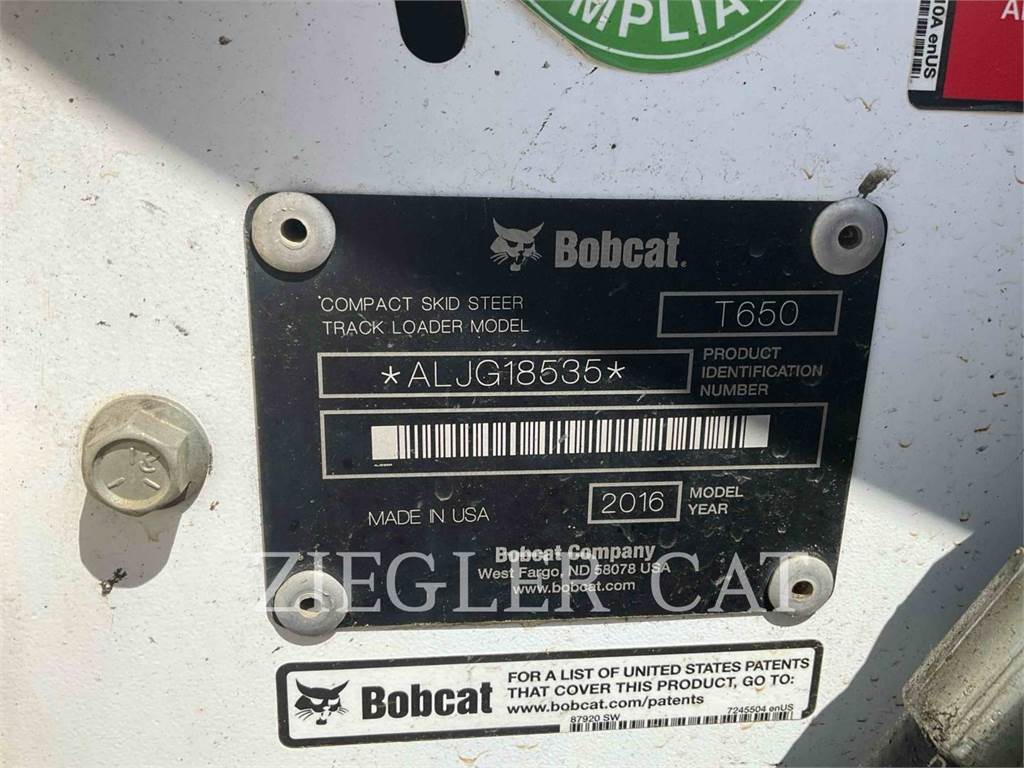 MPLIA
enUS
Bobcat.
COMPACT SKID STEER
TRACK LOADER MODEL
T650
*ALJG18535*
PRODUCT
IDENTIFICATION
NUMBER
MADE IN USA
2016
MODEL
YEAR
Bobcat Company
West Fargo, ND 58078 USA
www.bobcat.com
ZIEGLER CAT
Bobcat
FOR A LIST OF UNITED STATES PATENTS
THAT COVER THIS PRODUCT, GO TO:
www.bobcat.com/patents
87920 SW
7245504 enUS